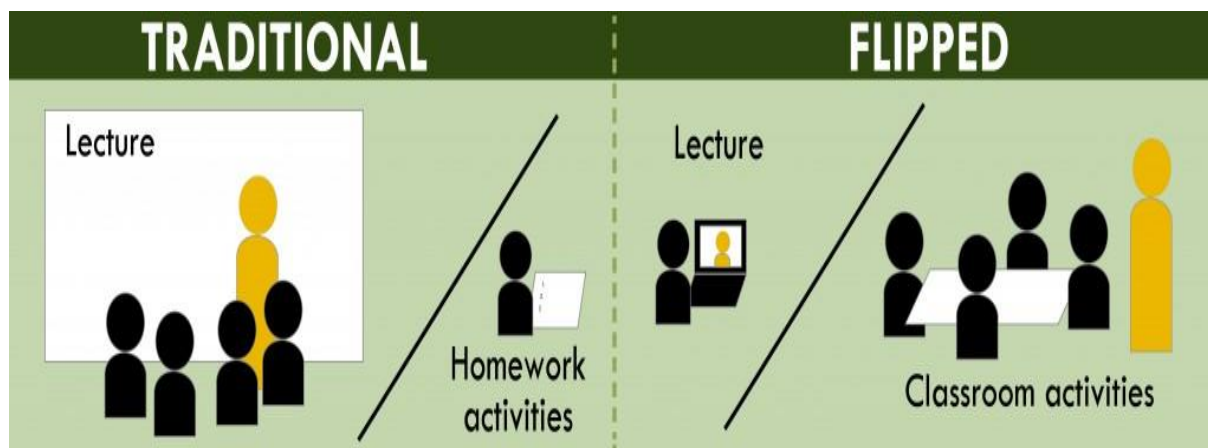 TRADITIONAL
Lecture
Homework
activities
FLIPPED
Lecture
Classroom activities